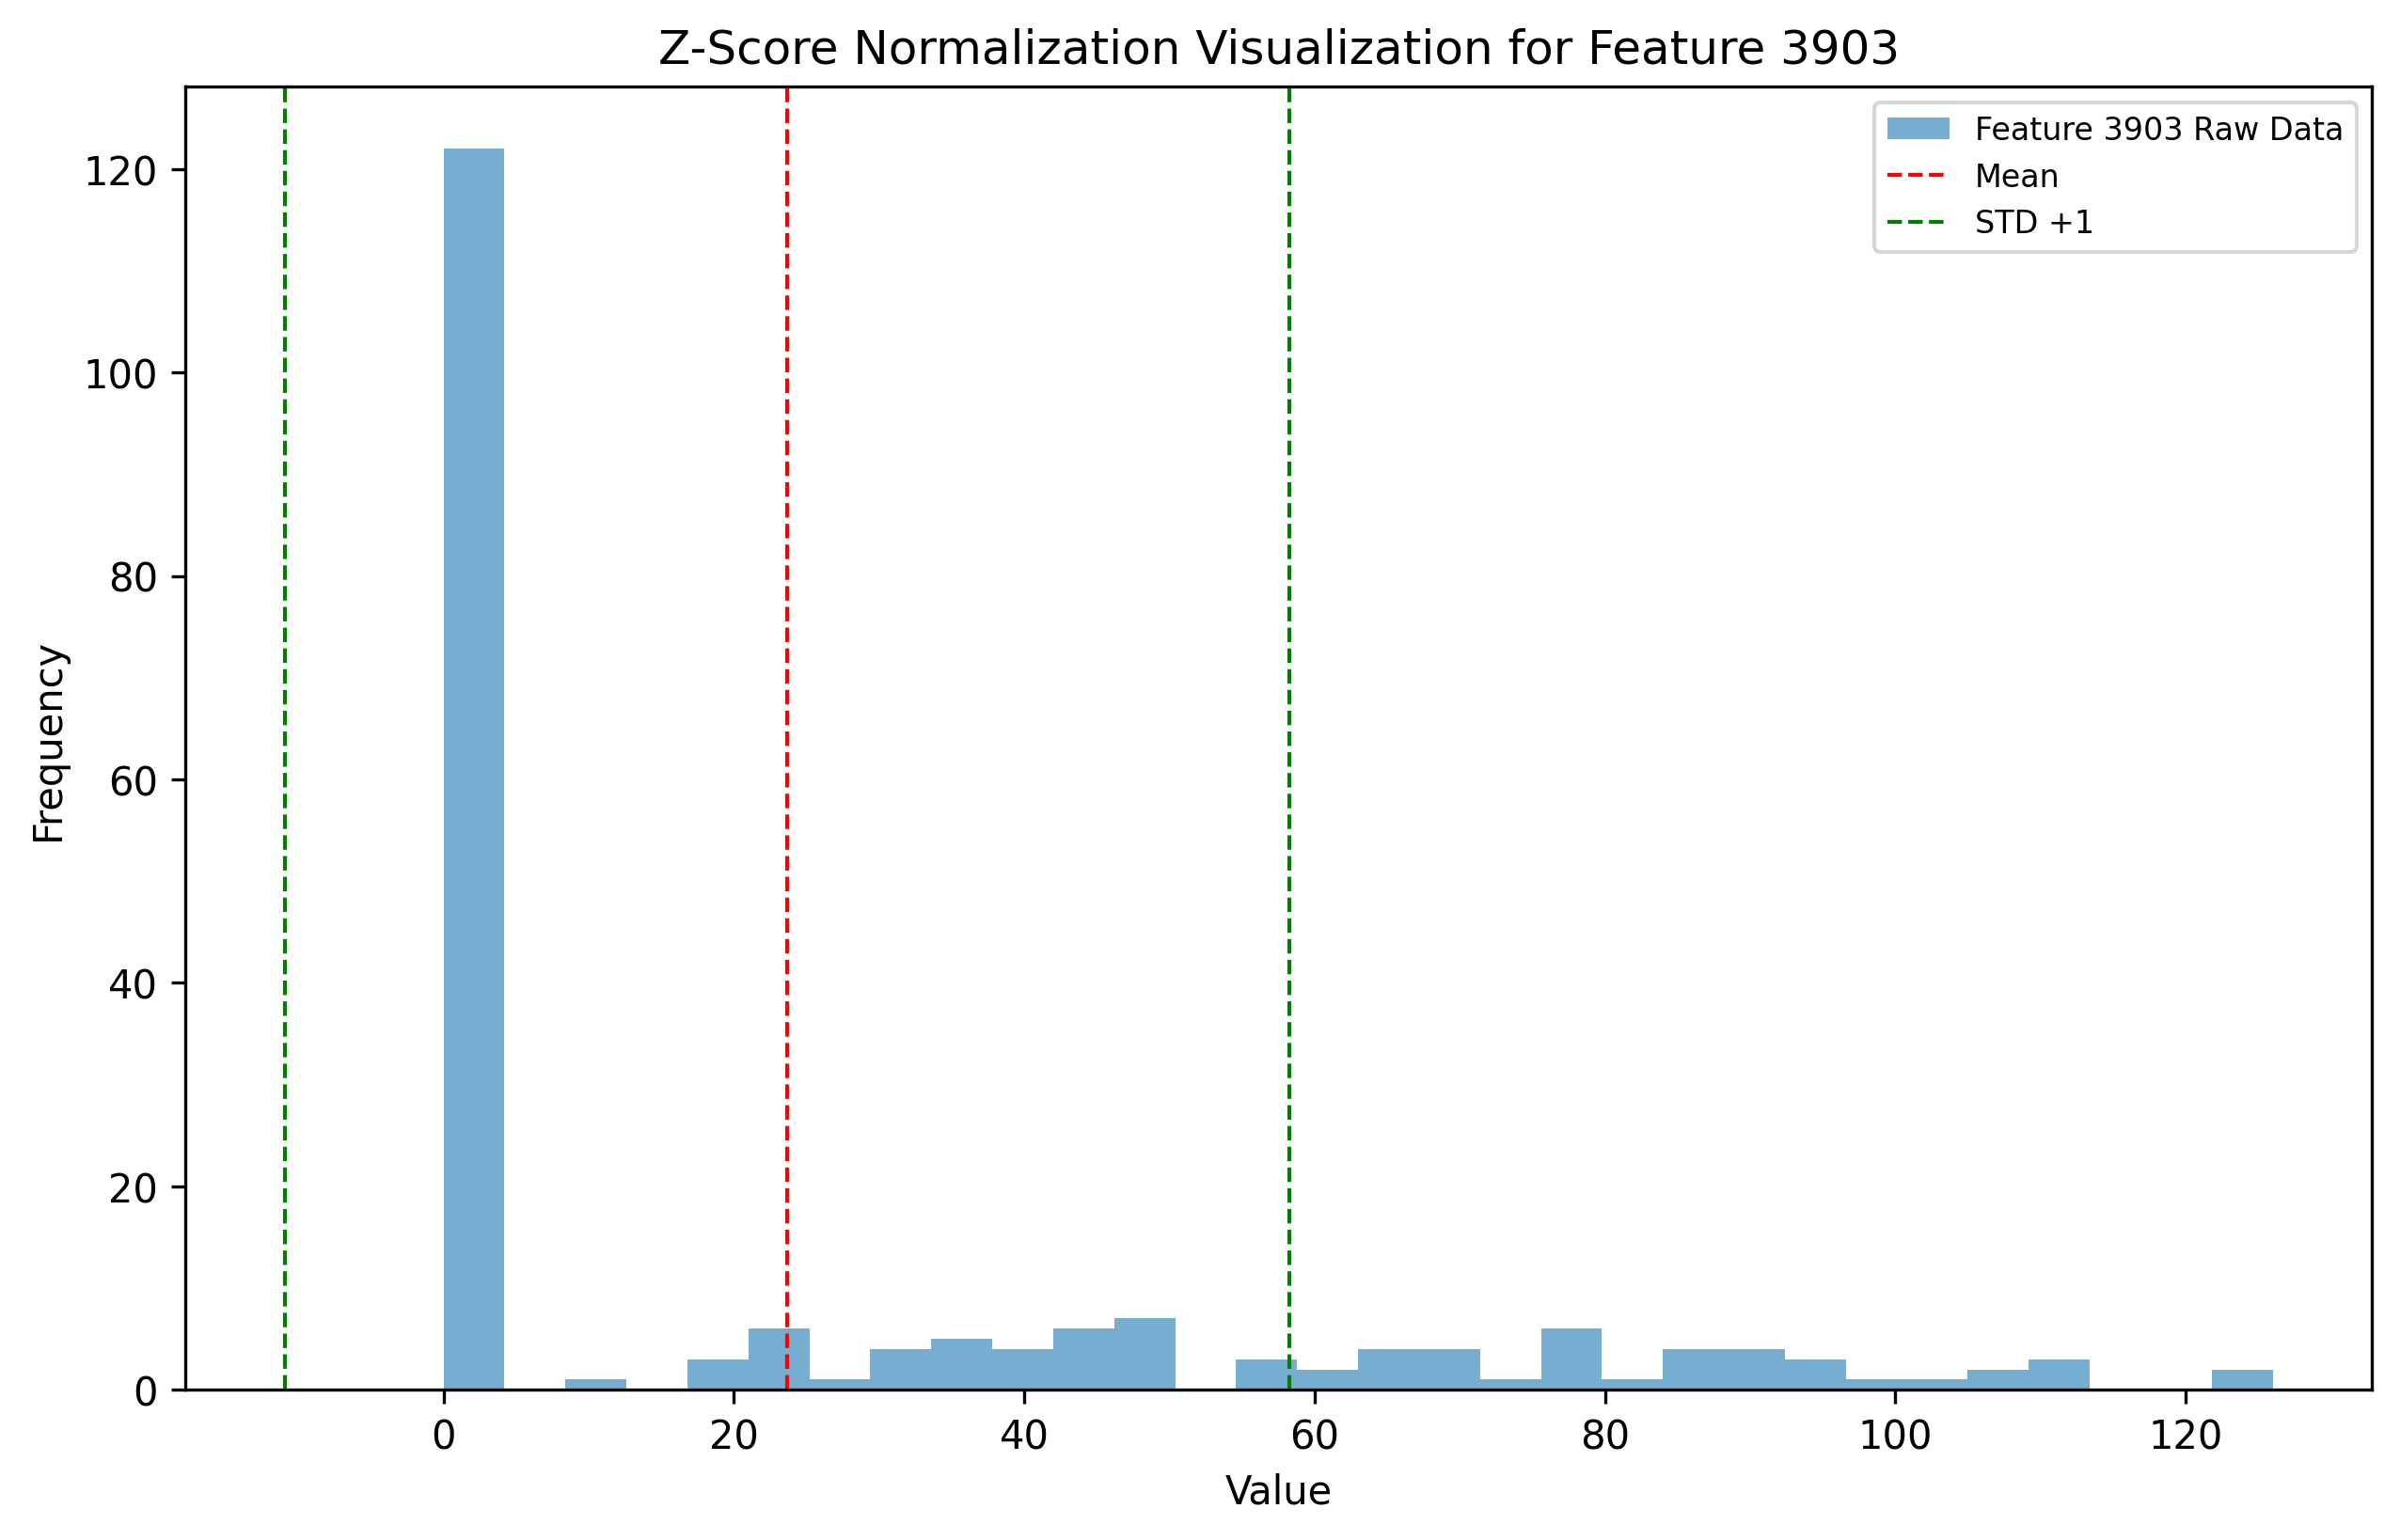 Z-Score Normalization Visualization for Feature 3903
Feature 3903 Raw Data
Mean
STD +1
120
100
80
60
40
20
0
Frequency
0 20 40 60 80 100 120
Value